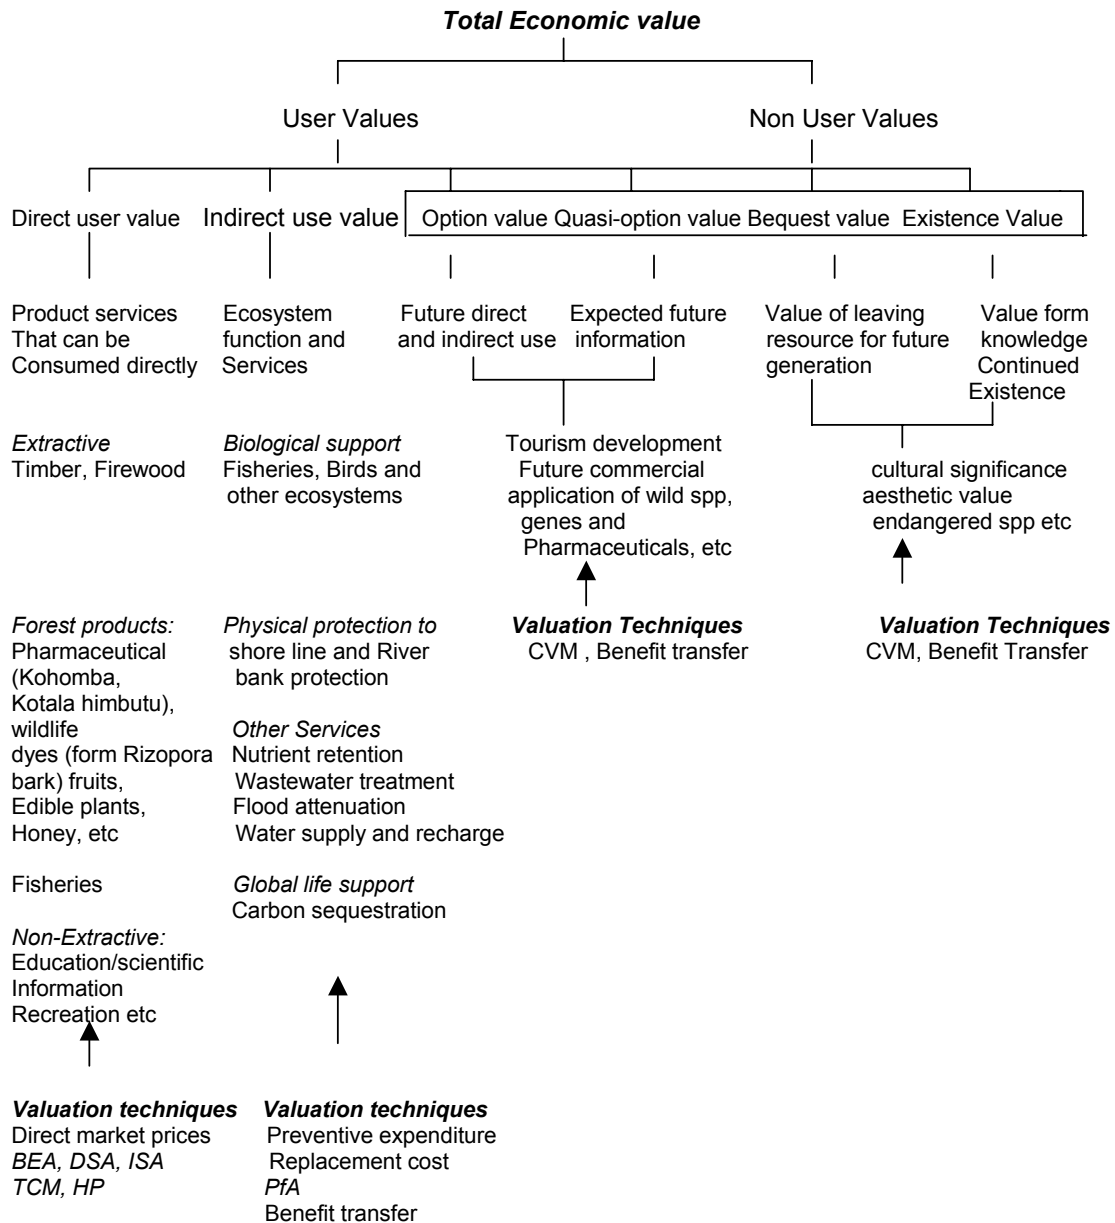 Total Economic value
User Values
Non User Values
Direct user value
Indirect use value
Option value Quasi-option value Bequest value Existence Value
Product services
That can be
Consumed directly
Ecosystem
function and
Services
Future direct
and indirect use
Expected future
information
Value of leaving
resource for future
generation
Value form
knowledge
Continued
Existence
Extractive
Timber, Firewood
Biological support
Fisheries, Birds and
other ecosystems
Tourism development
Future commercial
application of wild spp,
genes and
Pharmaceuticals, etc
cultural significance
aesthetic value
endangered spp etc
Forest products:
Pharmaceutical
(Kohomba,
Kotala himbutu),
wildlife
dyes (form Rizopora
bark) fruits,
Edible plants,
Honey, etc
Physical protection to
shore line and River
bank protection
Other Services
Nutrient retention
Wastewater treatment
Flood attenuation
Water supply and recharge
Valuation Techniques
CVM , Benefit transfer
Valuation Techniques
CVM, Benefit Transfer
Fisheries
Global life support
Carbon sequestration
Non-Extractive:
Education/scientific
Information
Recreation etc
Valuation techniques
Direct market prices
BEA, DSA, ISA
TCM, HP
Valuation techniques
Preventive expenditure
Replacement cost
PfA
Benefit transfer